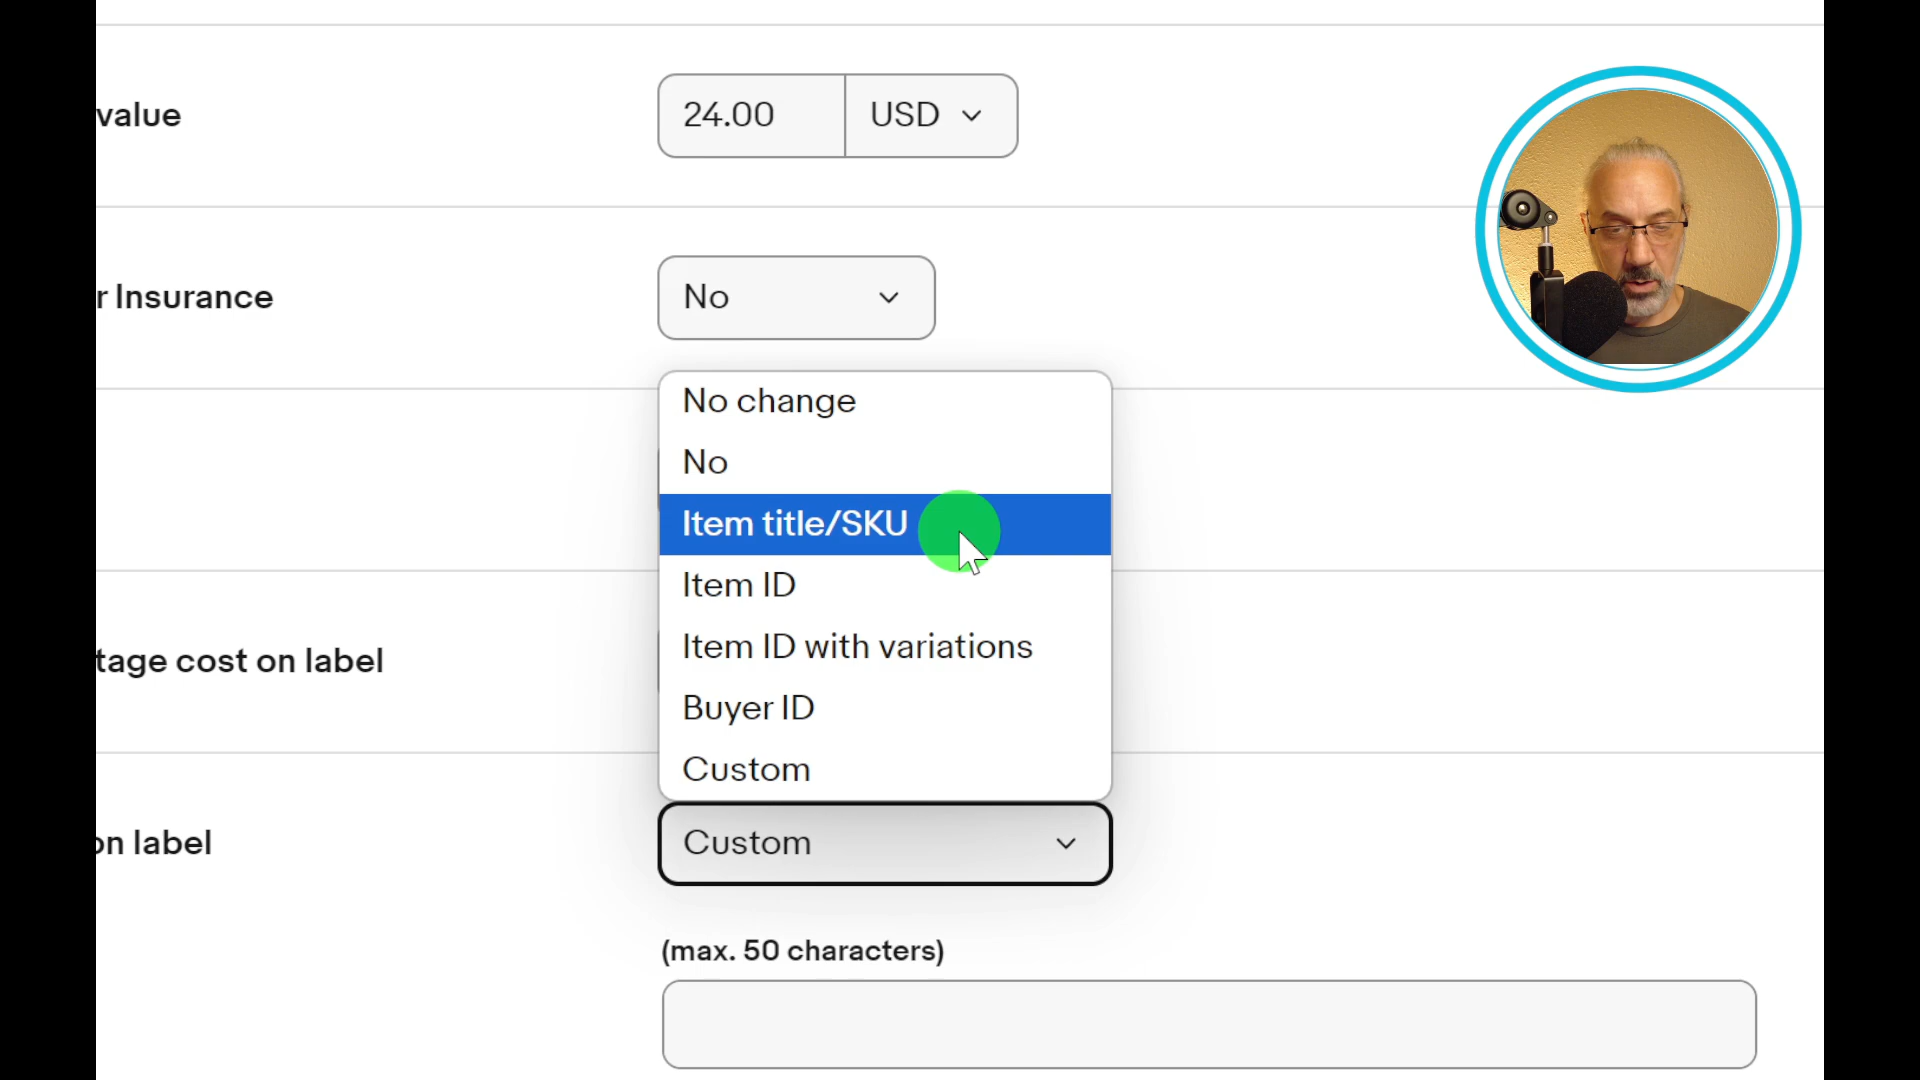 value
24.00
USD
r Insurance
No
No change
No
Item title/SKU
Item ID
Item ID with variations
Buyer ID
Custom
tage cost on label
on label
Custom
(max. 50 characters)